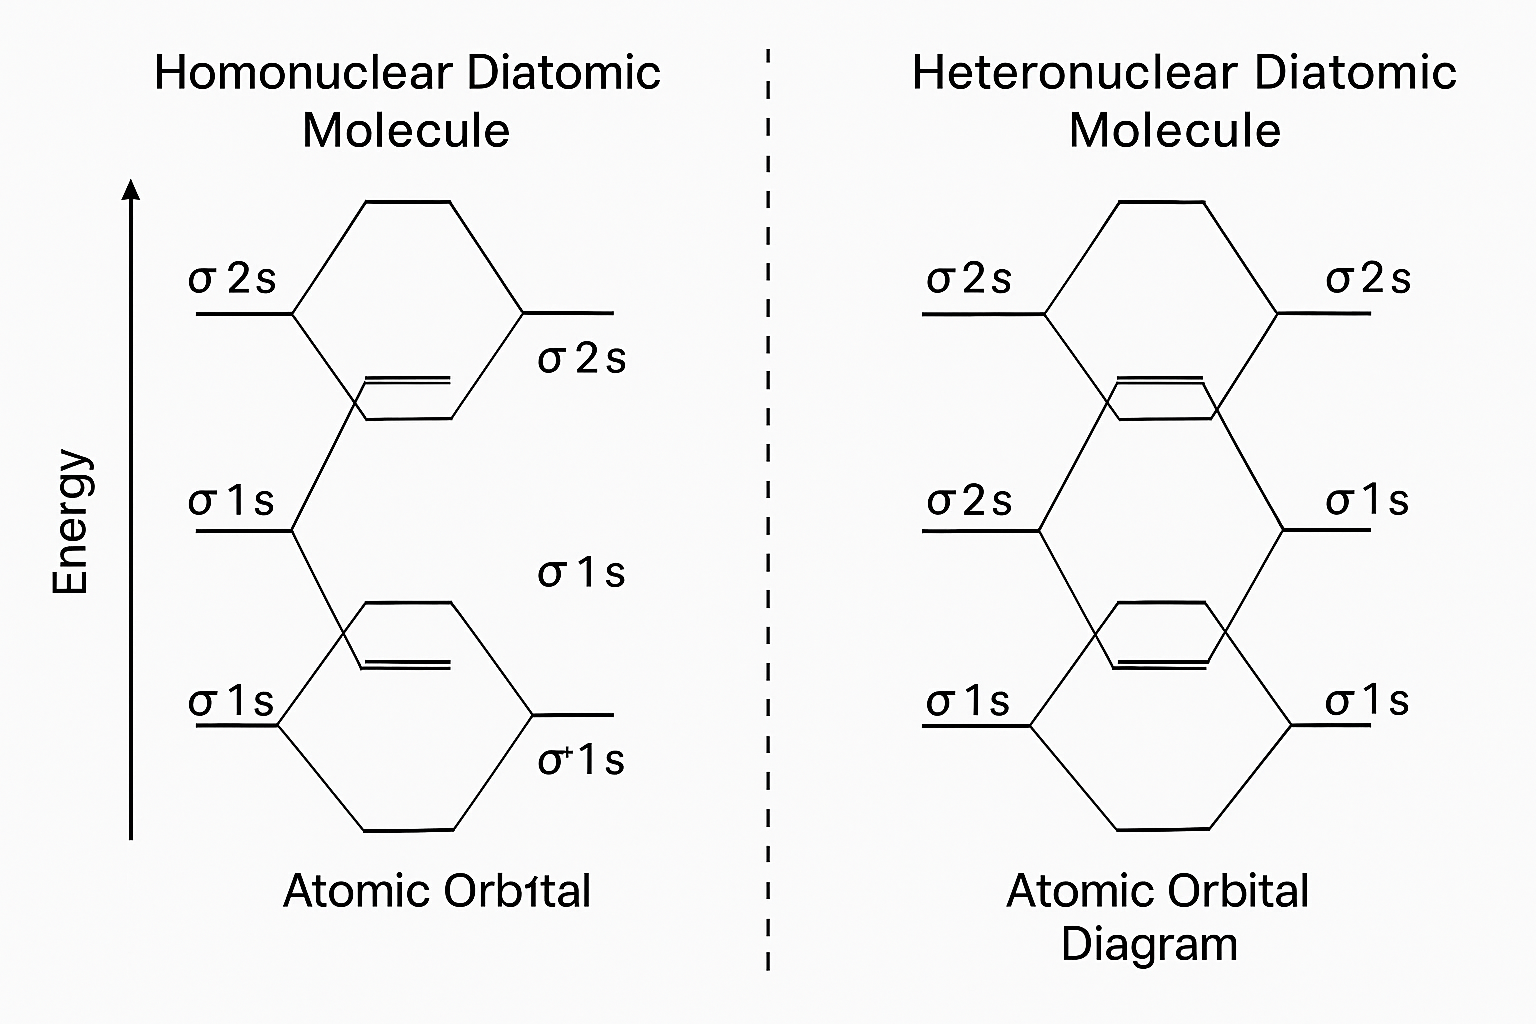 Homonuclear Diatomic
Molecule
Energy
σ 2s
σ 2s
σ 1s
σ 1s
σ 1s
σ⁺1s
Atomic Orb1tal
Heteronuclear Diatomic
Molecule
σ 2s
σ 2s
σ 2s
σ 1s
σ 1s
σ 1s
Atomic Orbital
Diagram